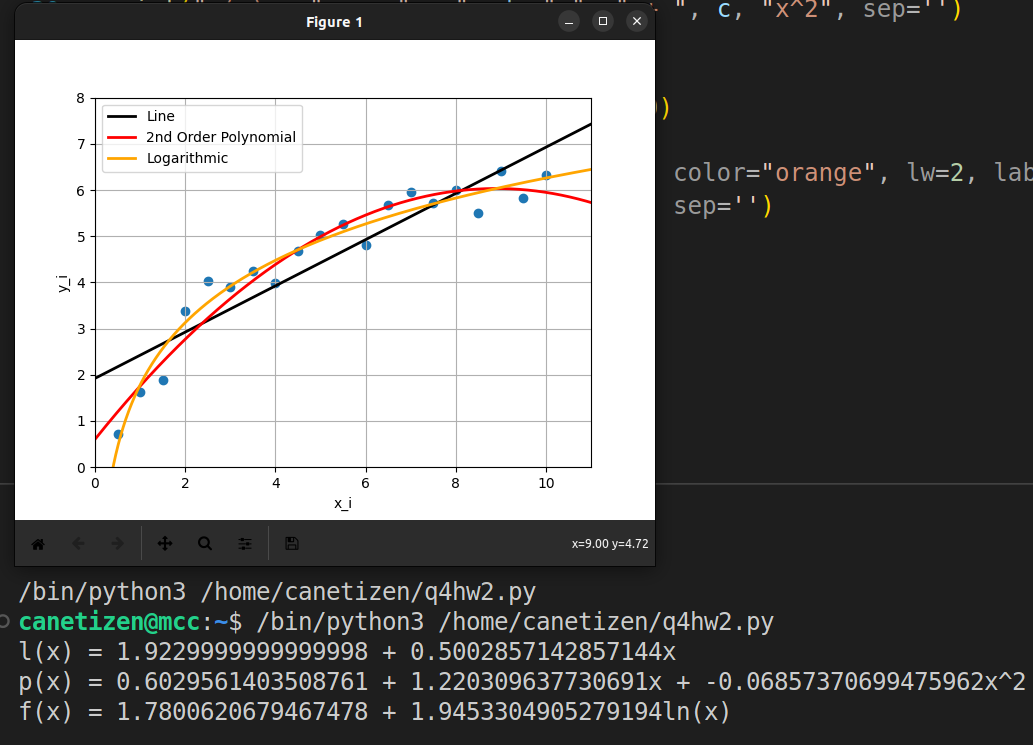 ", c, "x^2", sep='')
Figure 1
)
color="orange", lw=2, lab
sep='')
Line
2nd Order Polynomial
Logarithmic
8
7
6
5
4
3
2
1
0
y_i
0 2 4 6 8 10
x_i
x=9.00 y=4.72
/bin/python3 /home/canetizen/q4hw2.py
canetizen@mcc:~$ /bin/python3 /home/canetizen/q4hw2.py
l(x) = 1.9229999999999998 + 0.5002857142857144x
p(x) = 0.6029561403508761 + 1.220309637730691x + -0.06857370699475962x^2
f(x) = 1.7800620679467478 + 1.9453304905279194ln(x)